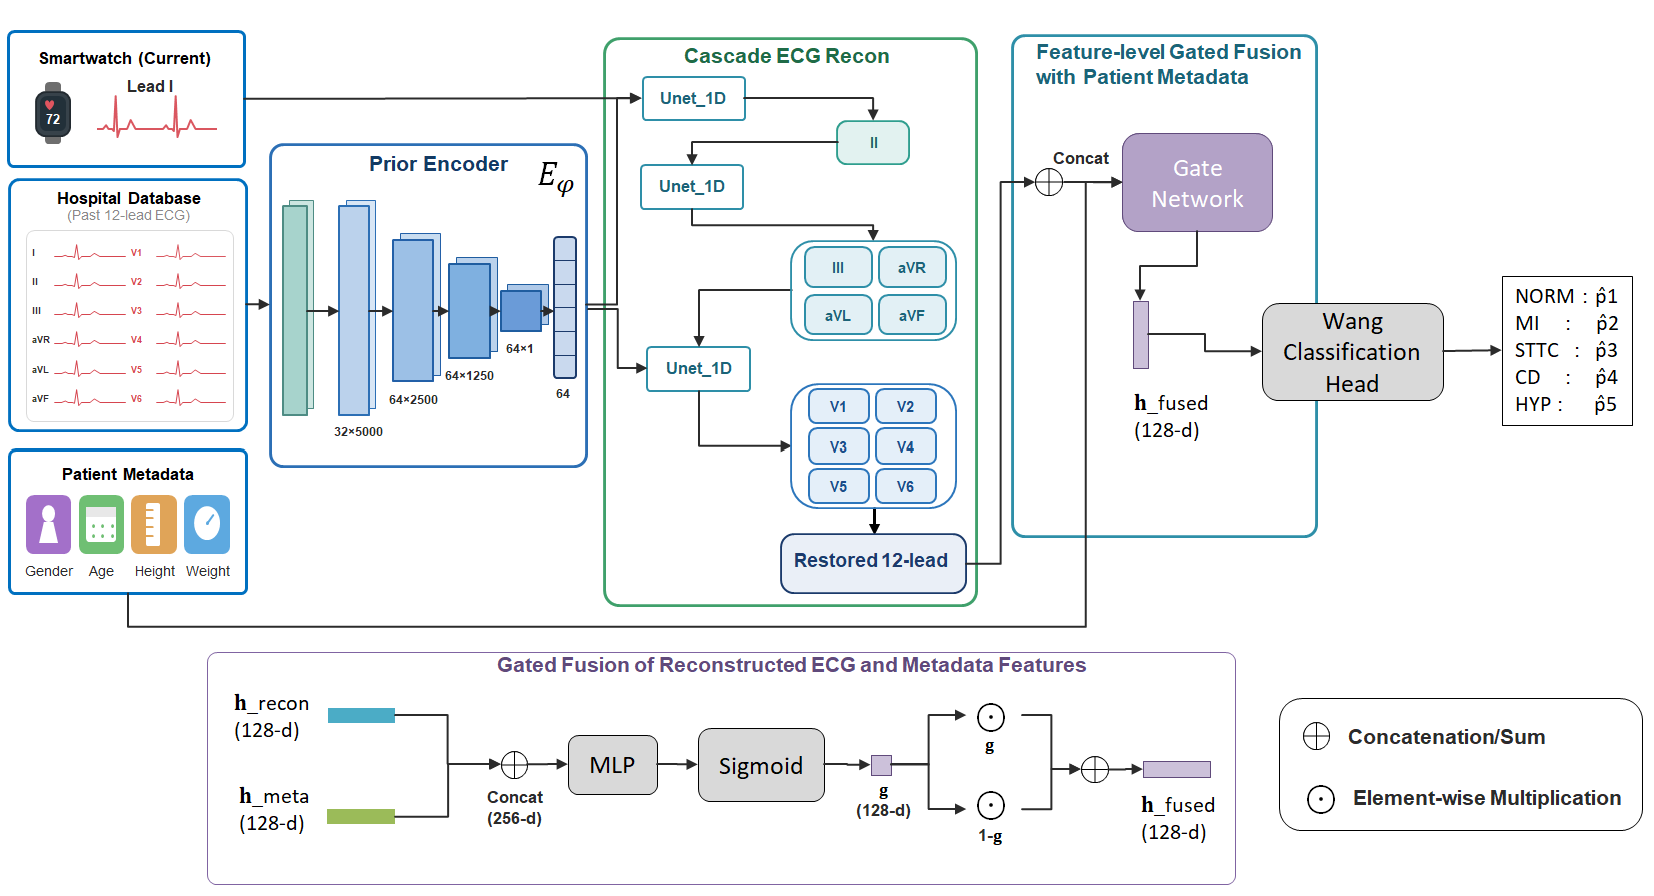 Smartwatch (Current)
Lead I
72
Hospital Database
(Past 12-lead ECG)
I V1
II V2
III V3
aVR V4
aVL V5
aVF V6
Patient Metadata
Gender Age Height Weight
Prior Encoder
Eφ
32×5000
64×2500
64×1250
64×1
64
Cascade ECG Recon
Unet_1D
II
Unet_1D
III aVR
aVL aVF
Unet_1D
V1 V2
V3 V4
V5 V6
Restored 12-lead
Feature-level Gated Fusion
with Patient Metadata
Concat
Gate
Network
h_fused
(128-d)
Wang
Classification
Head
NORM : p̂1
MI : p̂2
STTC : p̂3
CD : p̂4
HYP : p̂5
Gated Fusion of Reconstructed ECG and Metadata Features
h_recon
(128-d)
h_meta
(128-d)
Concat
(256-d)
MLP
Sigmoid
g
(128-d)
g
1-g
h_fused
(128-d)
Concatenation/Sum
Element-wise Multiplication